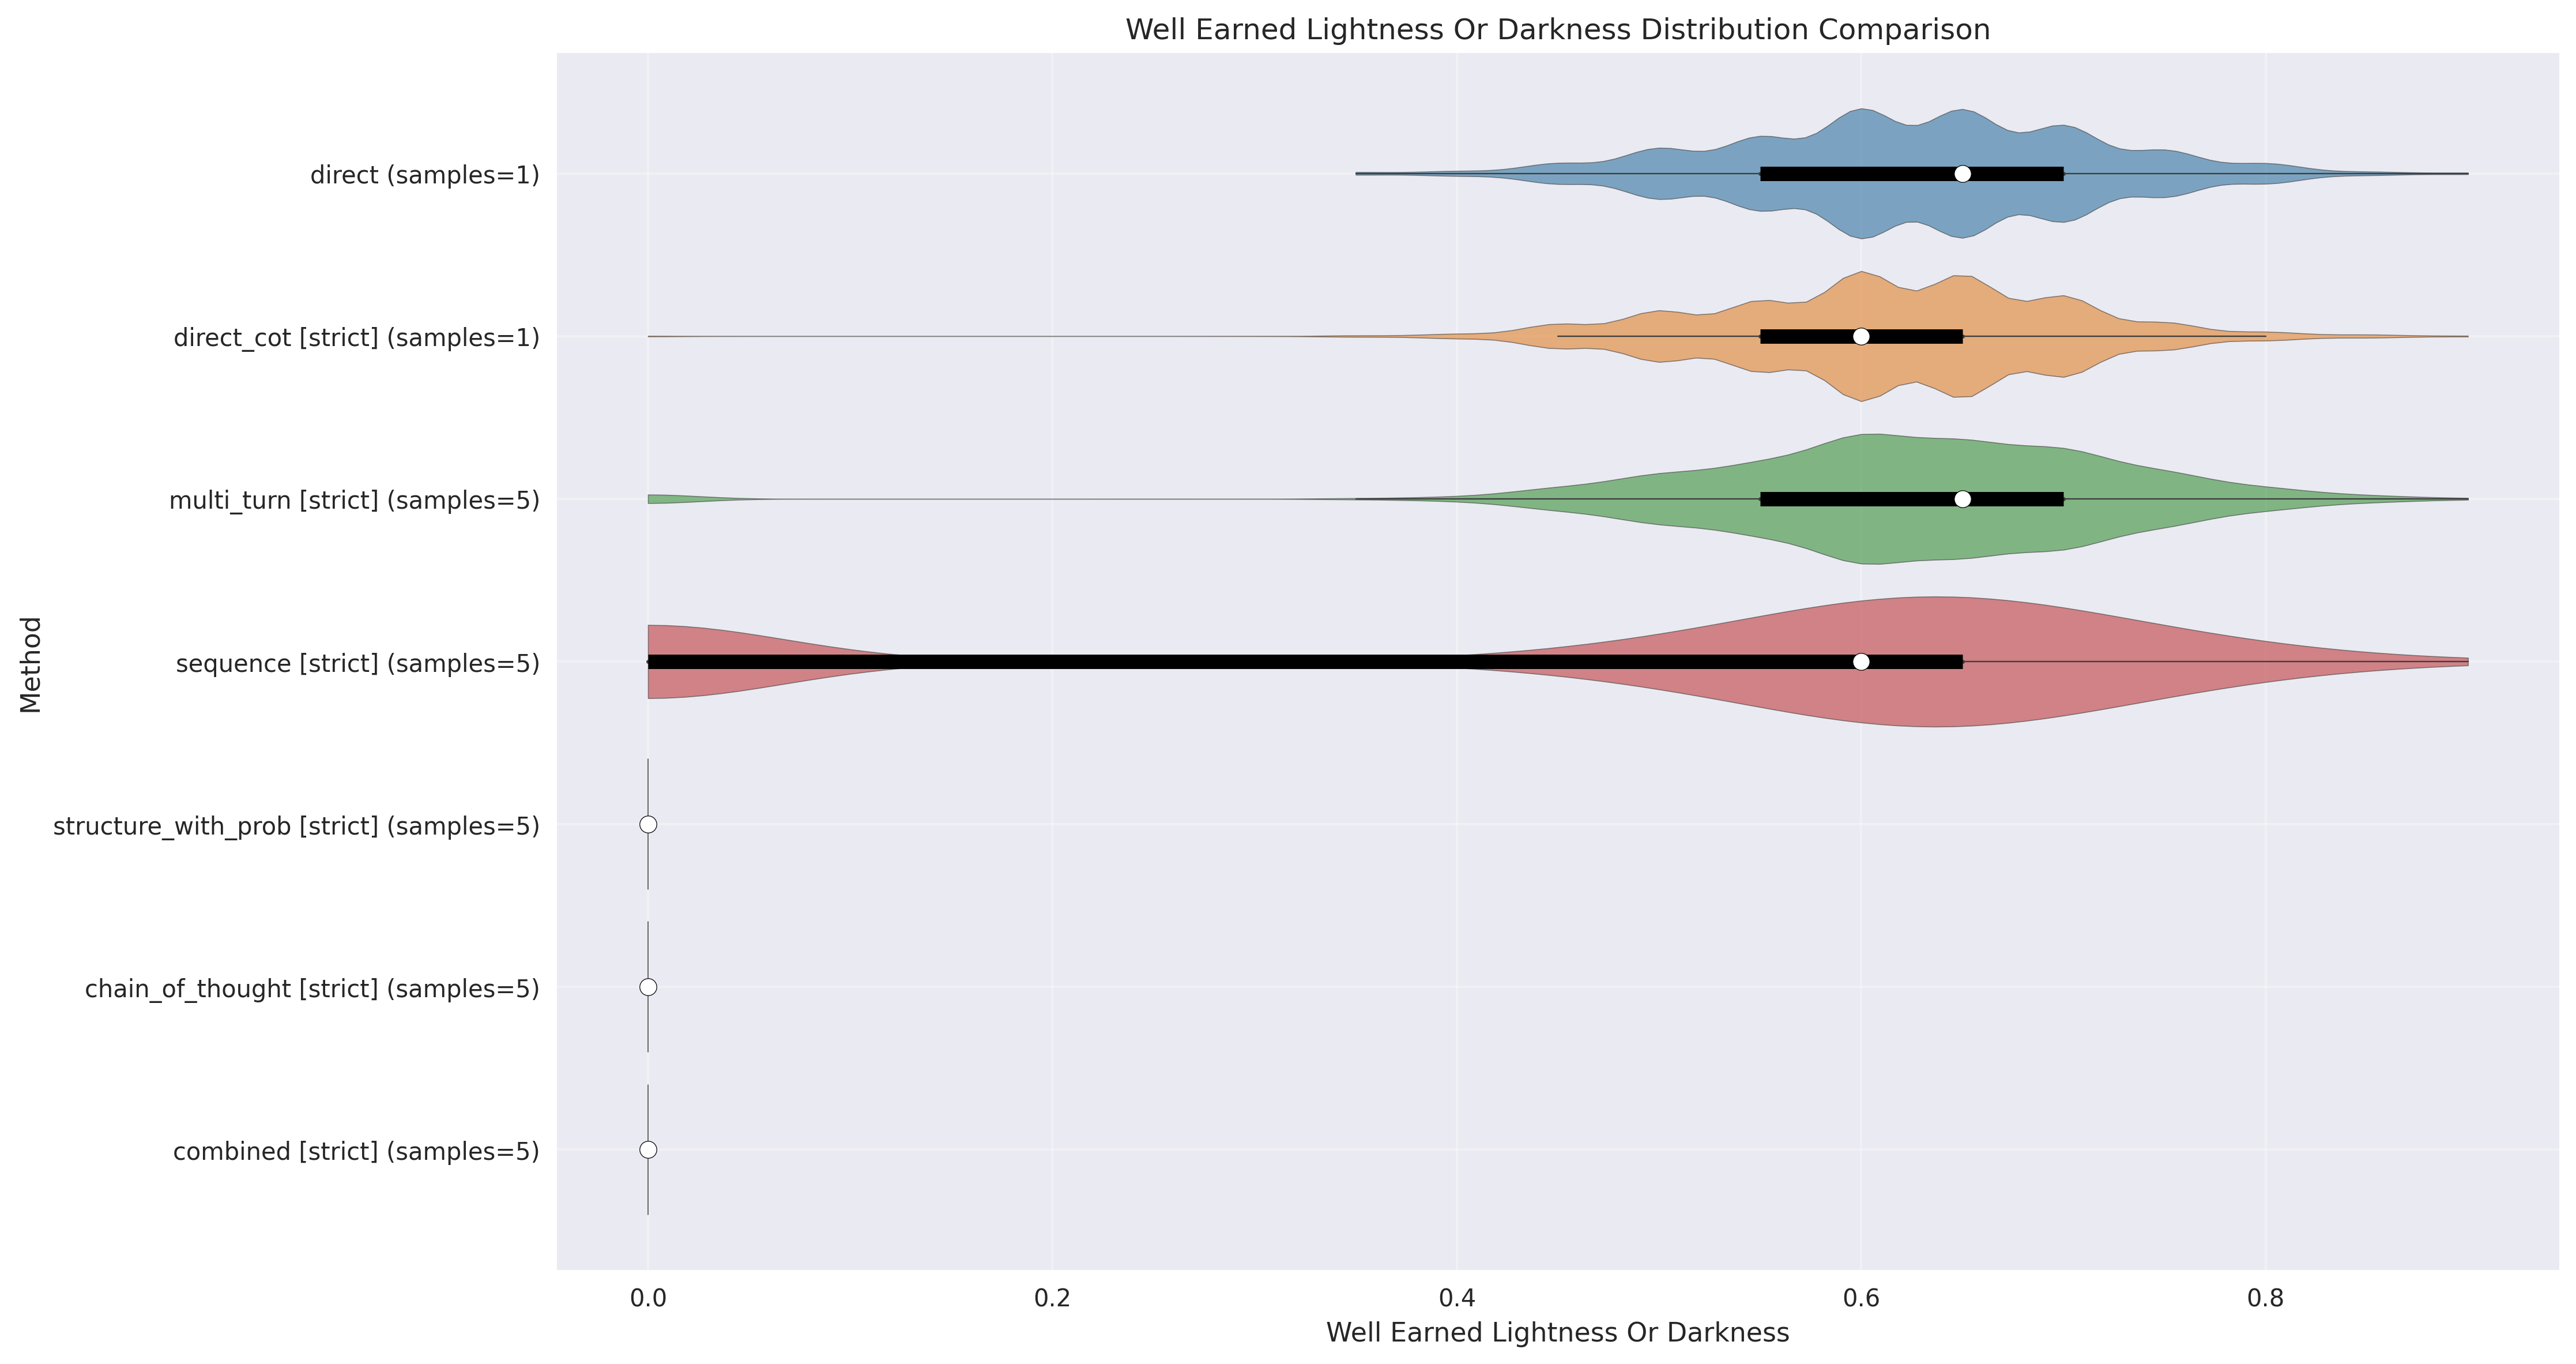 Well Earned Lightness Or Darkness Distribution Comparison
Method
direct (samples=1)
direct_cot [strict] (samples=1)
multi_turn [strict] (samples=5)
sequence [strict] (samples=5)
structure_with_prob [strict] (samples=5)
chain_of_thought [strict] (samples=5)
combined [strict] (samples=5)
0.0 0.2 0.4 0.6 0.8
Well Earned Lightness Or Darkness